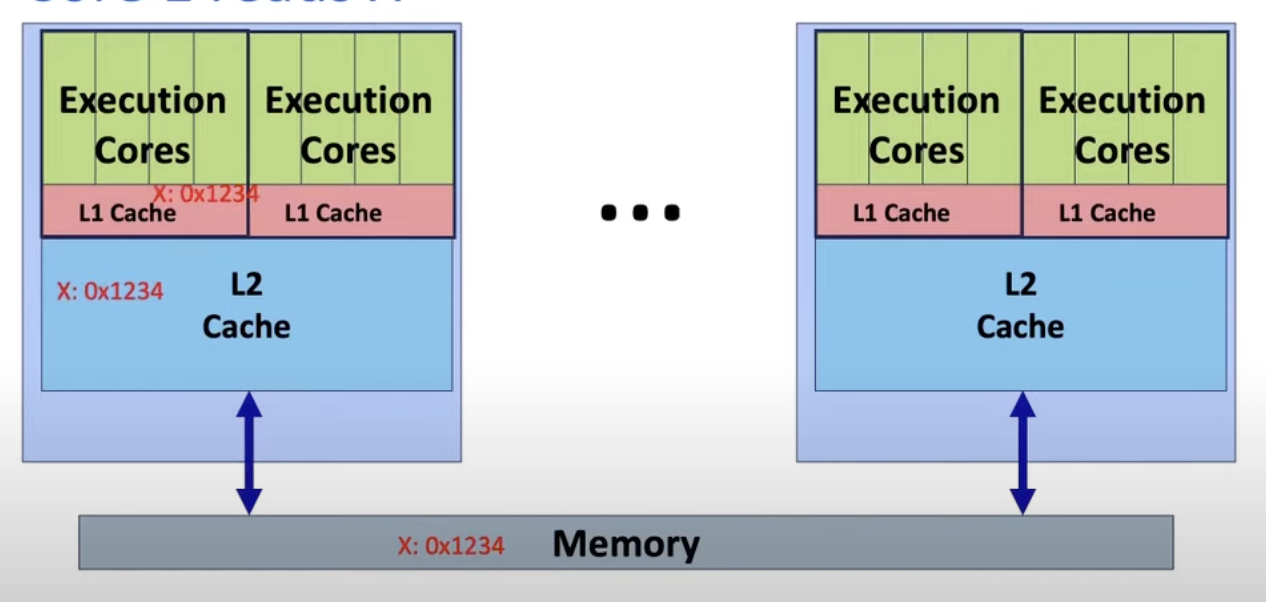 Execution Cores
Execution Cores
Execution Cores
Execution Cores
X: 0x1234
L1 Cache
L1 Cache
...
L1 Cache
L1 Cache
X: 0x1234
L2 Cache
L2 Cache
X: 0x1234 Memory